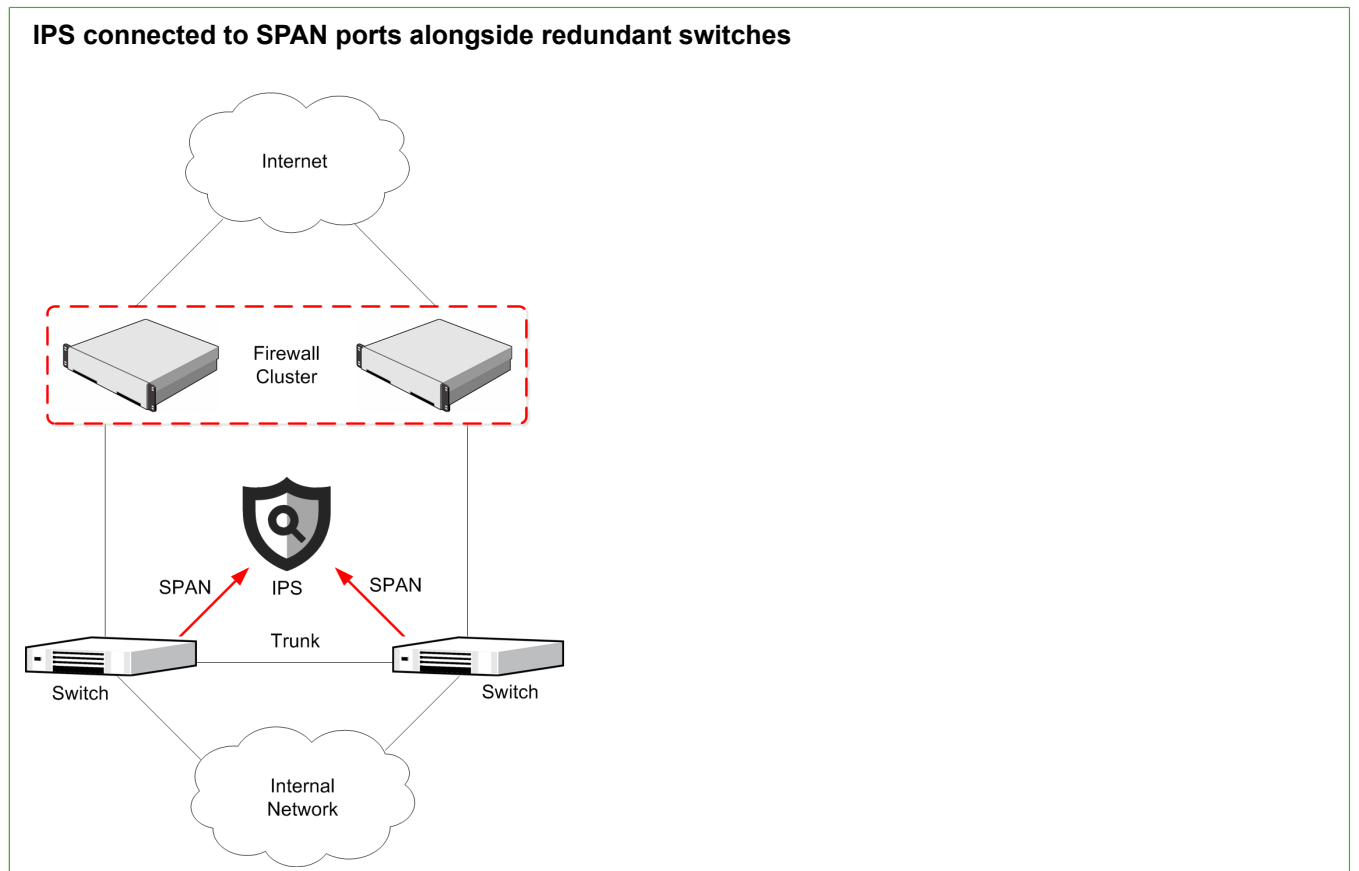 IPS connected to SPAN ports alongside redundant switches
Internet
Firewall
Cluster
SPAN
IPS
SPAN
Trunk
Switch
Switch
Internal
Network